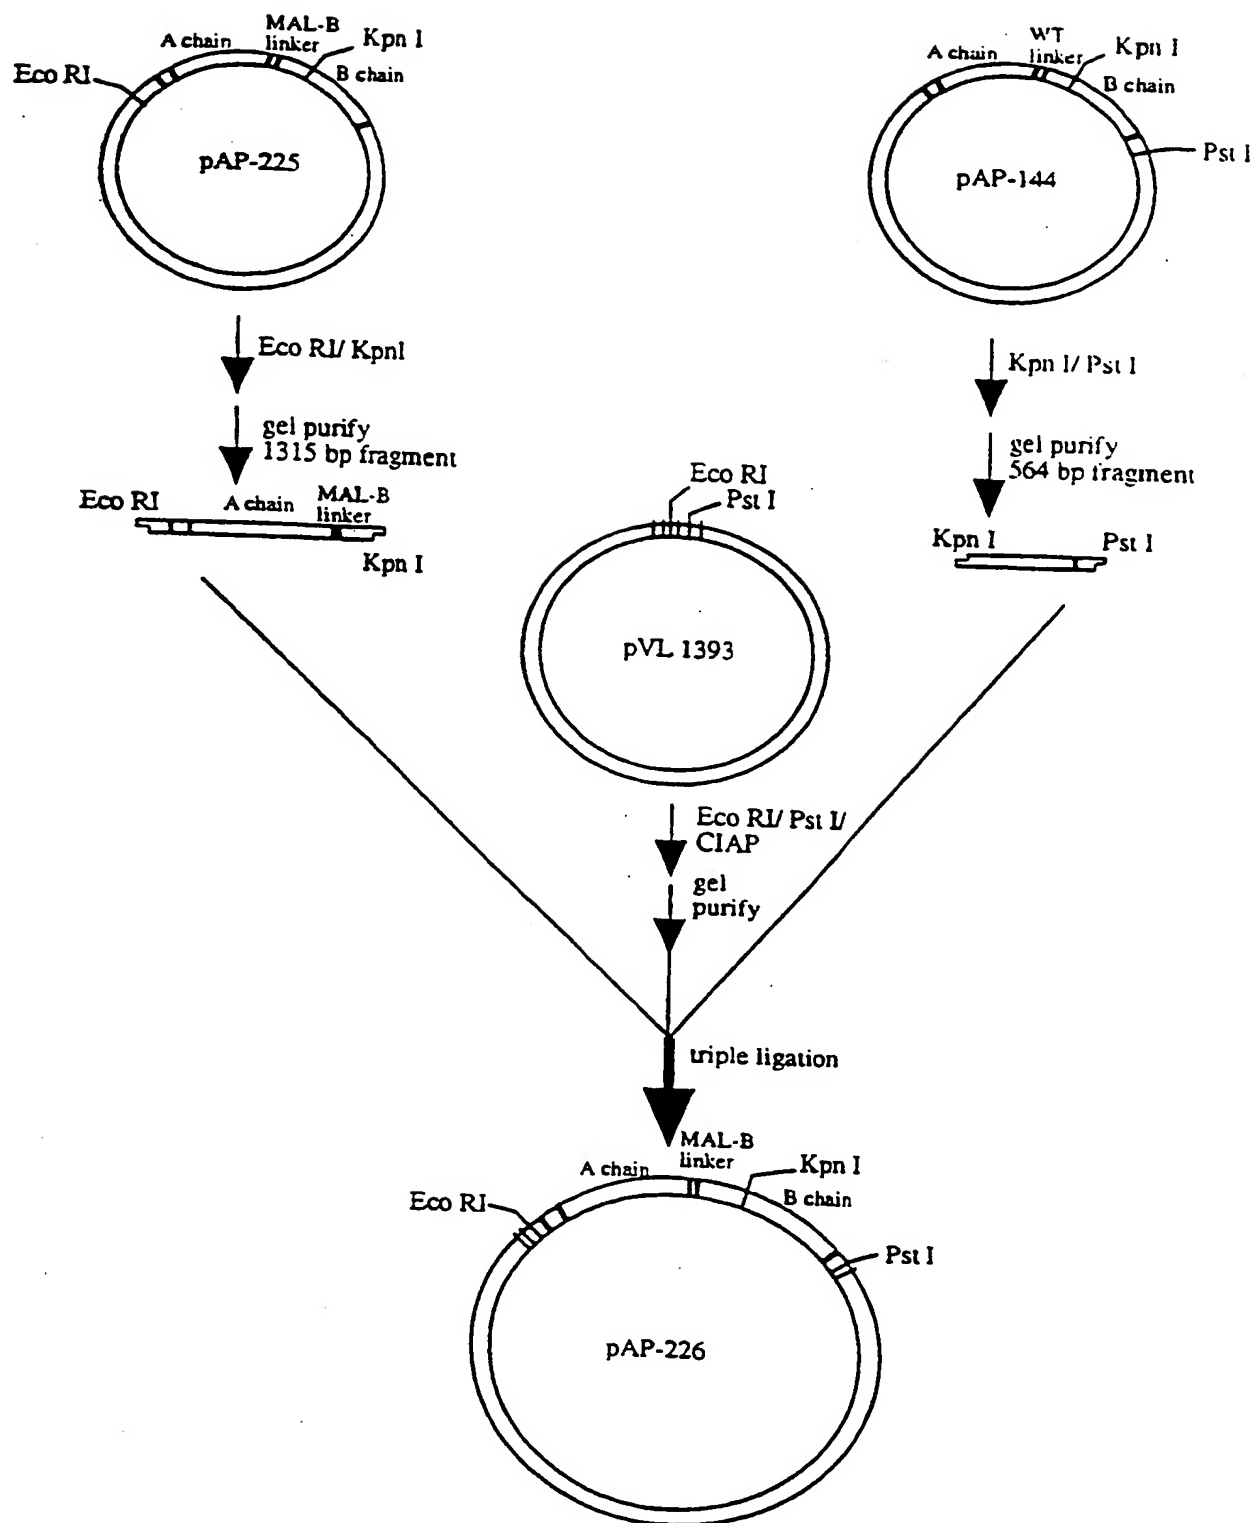 A chain
MAL-B
linker
Kpn I
Eco RI
B chain
pAP-225
A chain
WT
linker
Kpn I
B chain
Pst I
pAP-144
Eco RI/ KpnI
gel purify
1315 bp fragment
Eco RI
A chain
MAL-B
linker
Kpn I
Kpn I/ Pst I
gel purify
564 bp fragment
Kpn I
Pst I
Eco RI
Pst I
pVL 1393
Eco RI/ Pst I/
CIAP
gel
purify
triple ligation
MAL-B
linker
A chain
Kpn I
Eco RI
B chain
Pst I
pAP-226